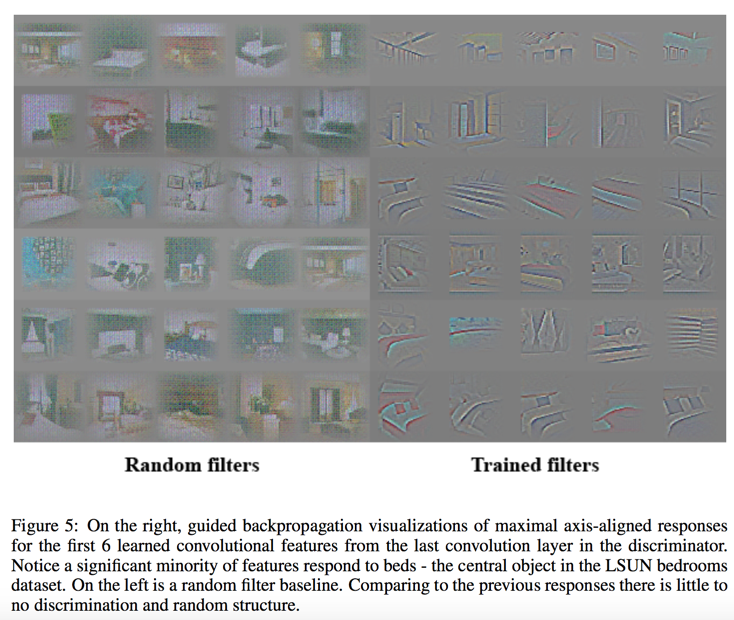 Random filters
Trained filters
Figure 5: On the right, guided backpropagation visualizations of maximal axis-aligned responses
for the first 6 learned convolutional features from the last convolution layer in the discriminator.
Notice a significant minority of features respond to beds - the central object in the LSUN bedrooms
dataset. On the left is a random filter baseline. Comparing to the previous responses there is little to
no discrimination and random structure.